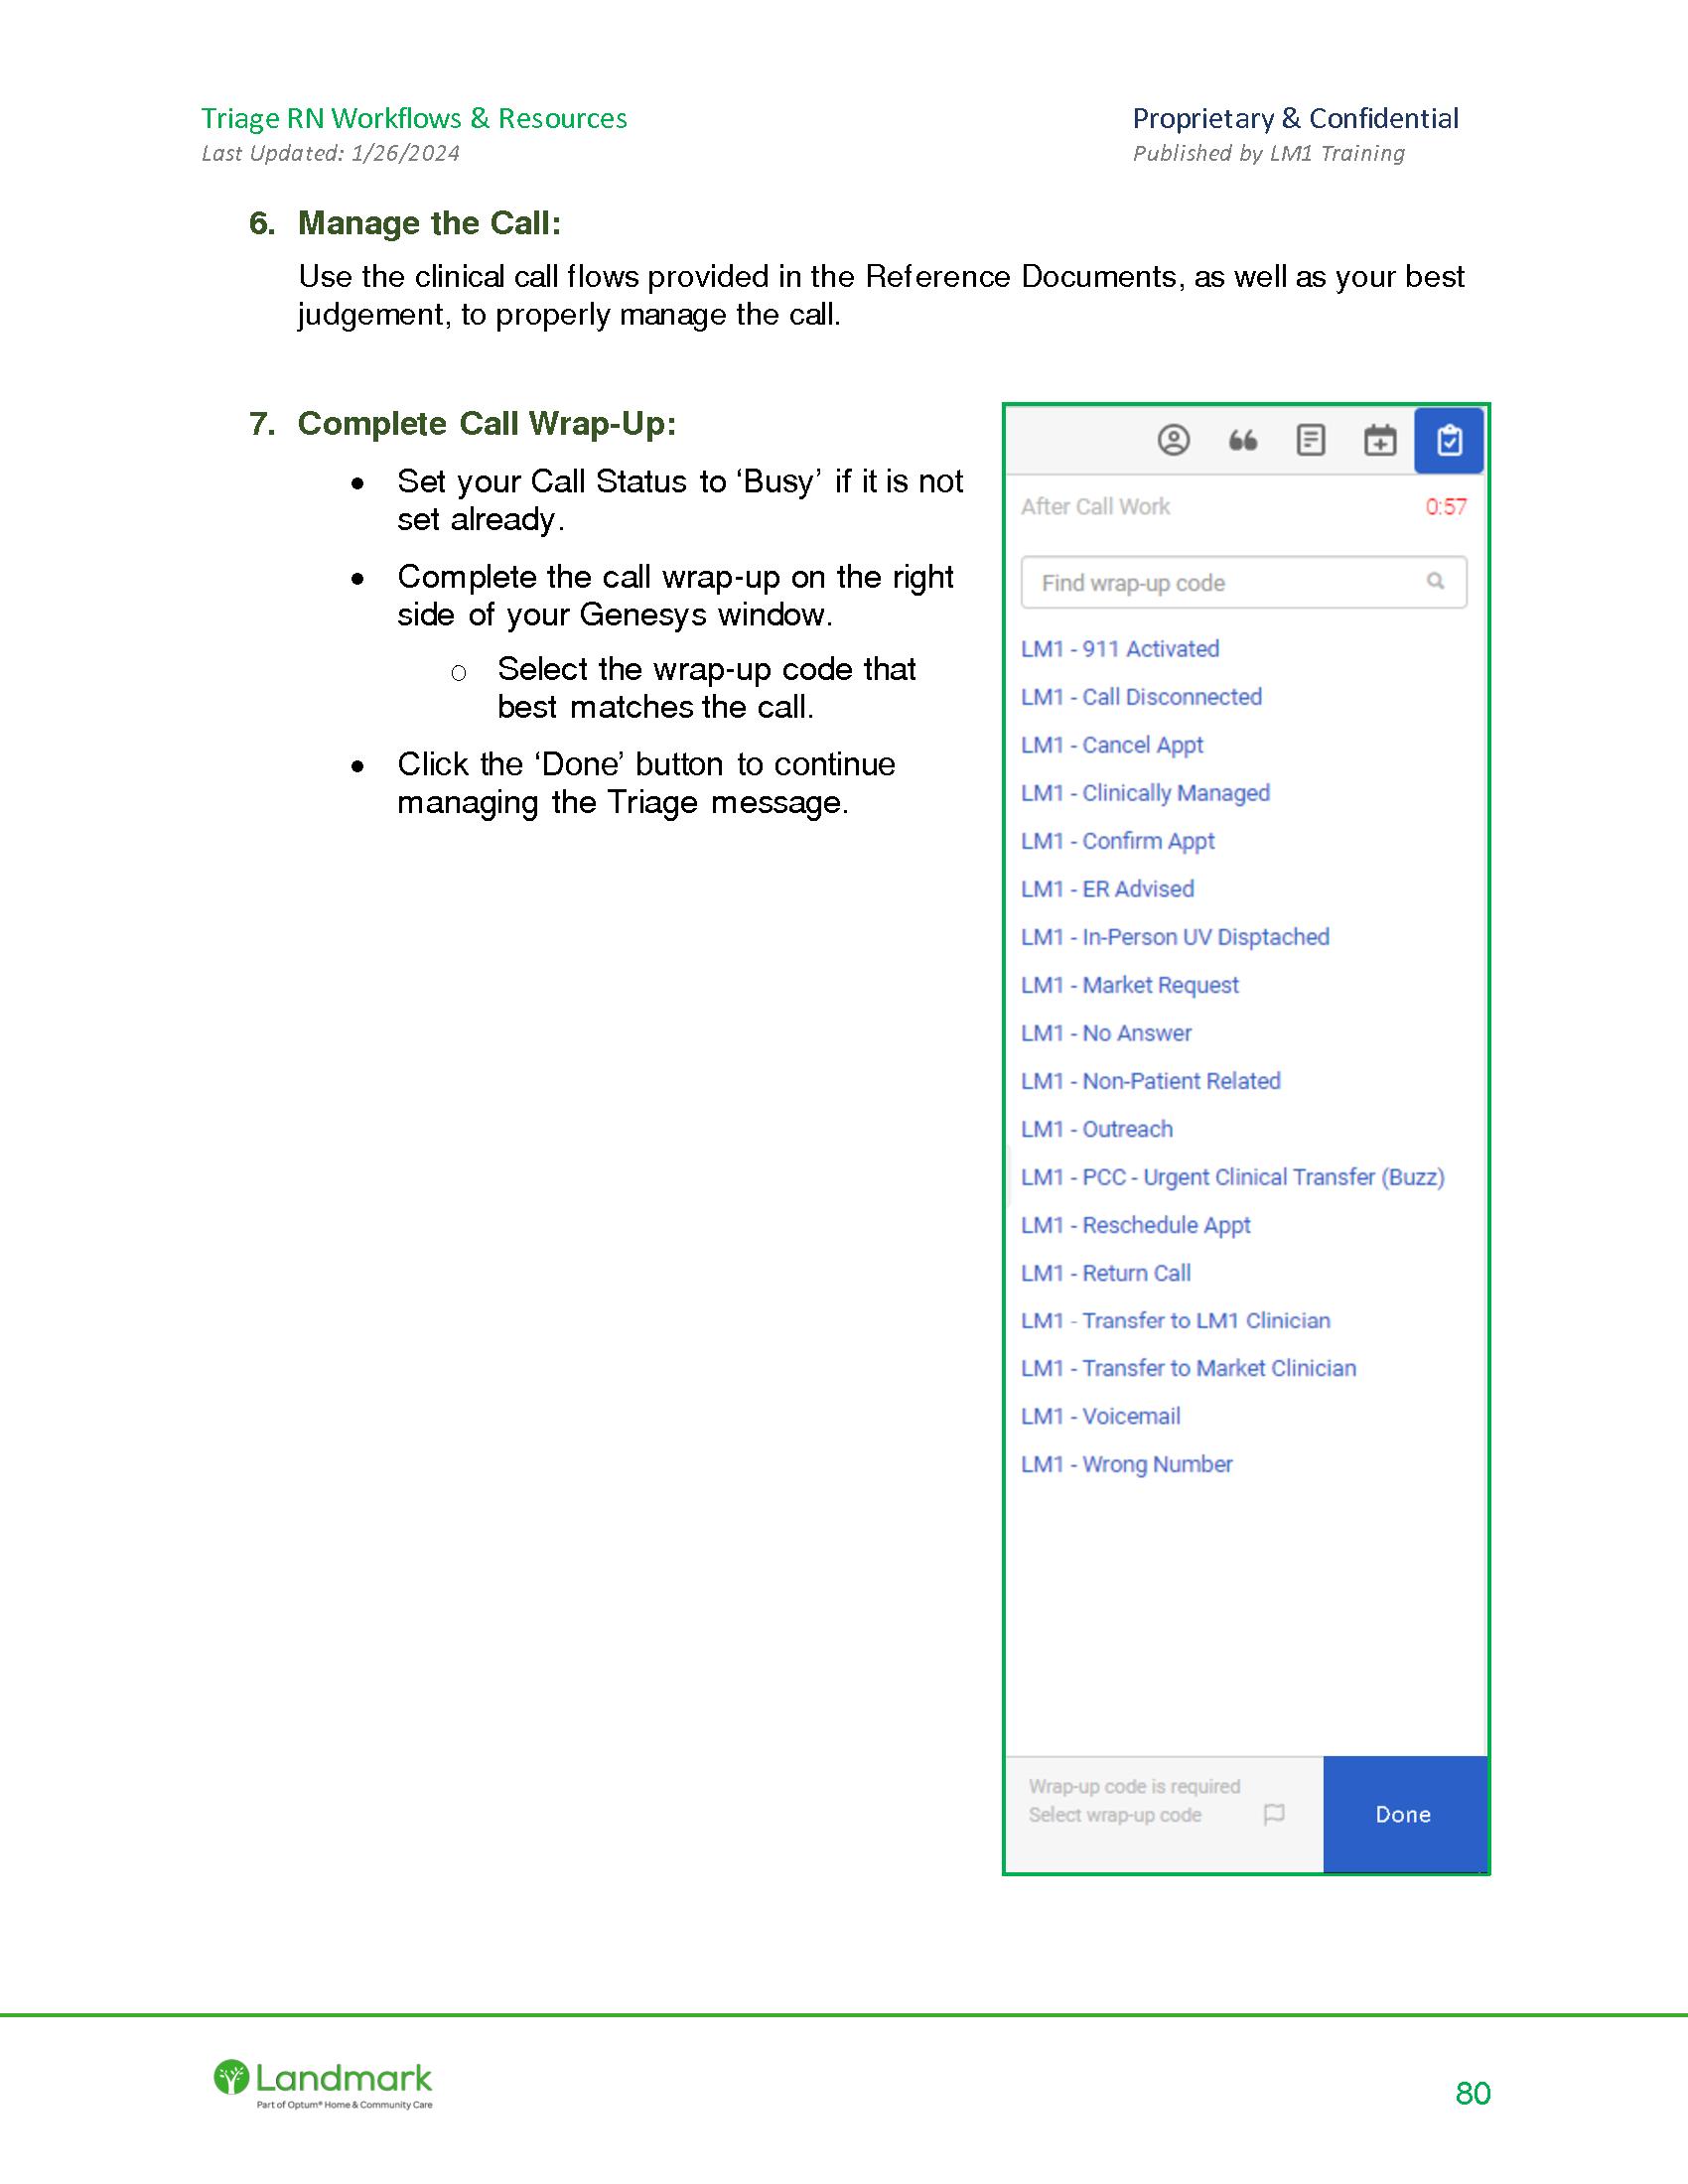 Triage RN Workflows & Resources
Last Updated: 1/26/2024
Proprietary & Confidential
Published by LM1 Training
6. Manage the Call:
Use the clinical call flows provided in the Reference Documents, as well as your best
judgement, to properly manage the call.
7. Complete Call Wrap-Up:
• Set your Call Status to ‘Busy’ if it is not
set already.
• Complete the call wrap-up on the right
side of your Genesys window.
o Select the wrap-up code that
best matches the call.
• Click the ‘Done’ button to continue
managing the Triage message.
After Call Work 0:57
Find wrap-up code
LM1 - 911 Activated
LM1 - Call Disconnected
LM1 - Cancel Appt
LM1 - Clinically Managed
LM1 - Confirm Appt
LM1 - ER Advised
LM1 - In-Person UV Disptached
LM1 - Market Request
LM1 - No Answer
LM1 - Non-Patient Related
LM1 - Outreach
LM1 - PCC - Urgent Clinical Transfer (Buzz)
LM1 - Reschedule Appt
LM1 - Return Call
LM1 - Transfer to LM1 Clinician
LM1 - Transfer to Market Clinician
LM1 - Voicemail
LM1 - Wrong Number
Wrap-up code is required
Select wrap-up code
Done
Landmark
Part of Optum® Home & Community Care
80